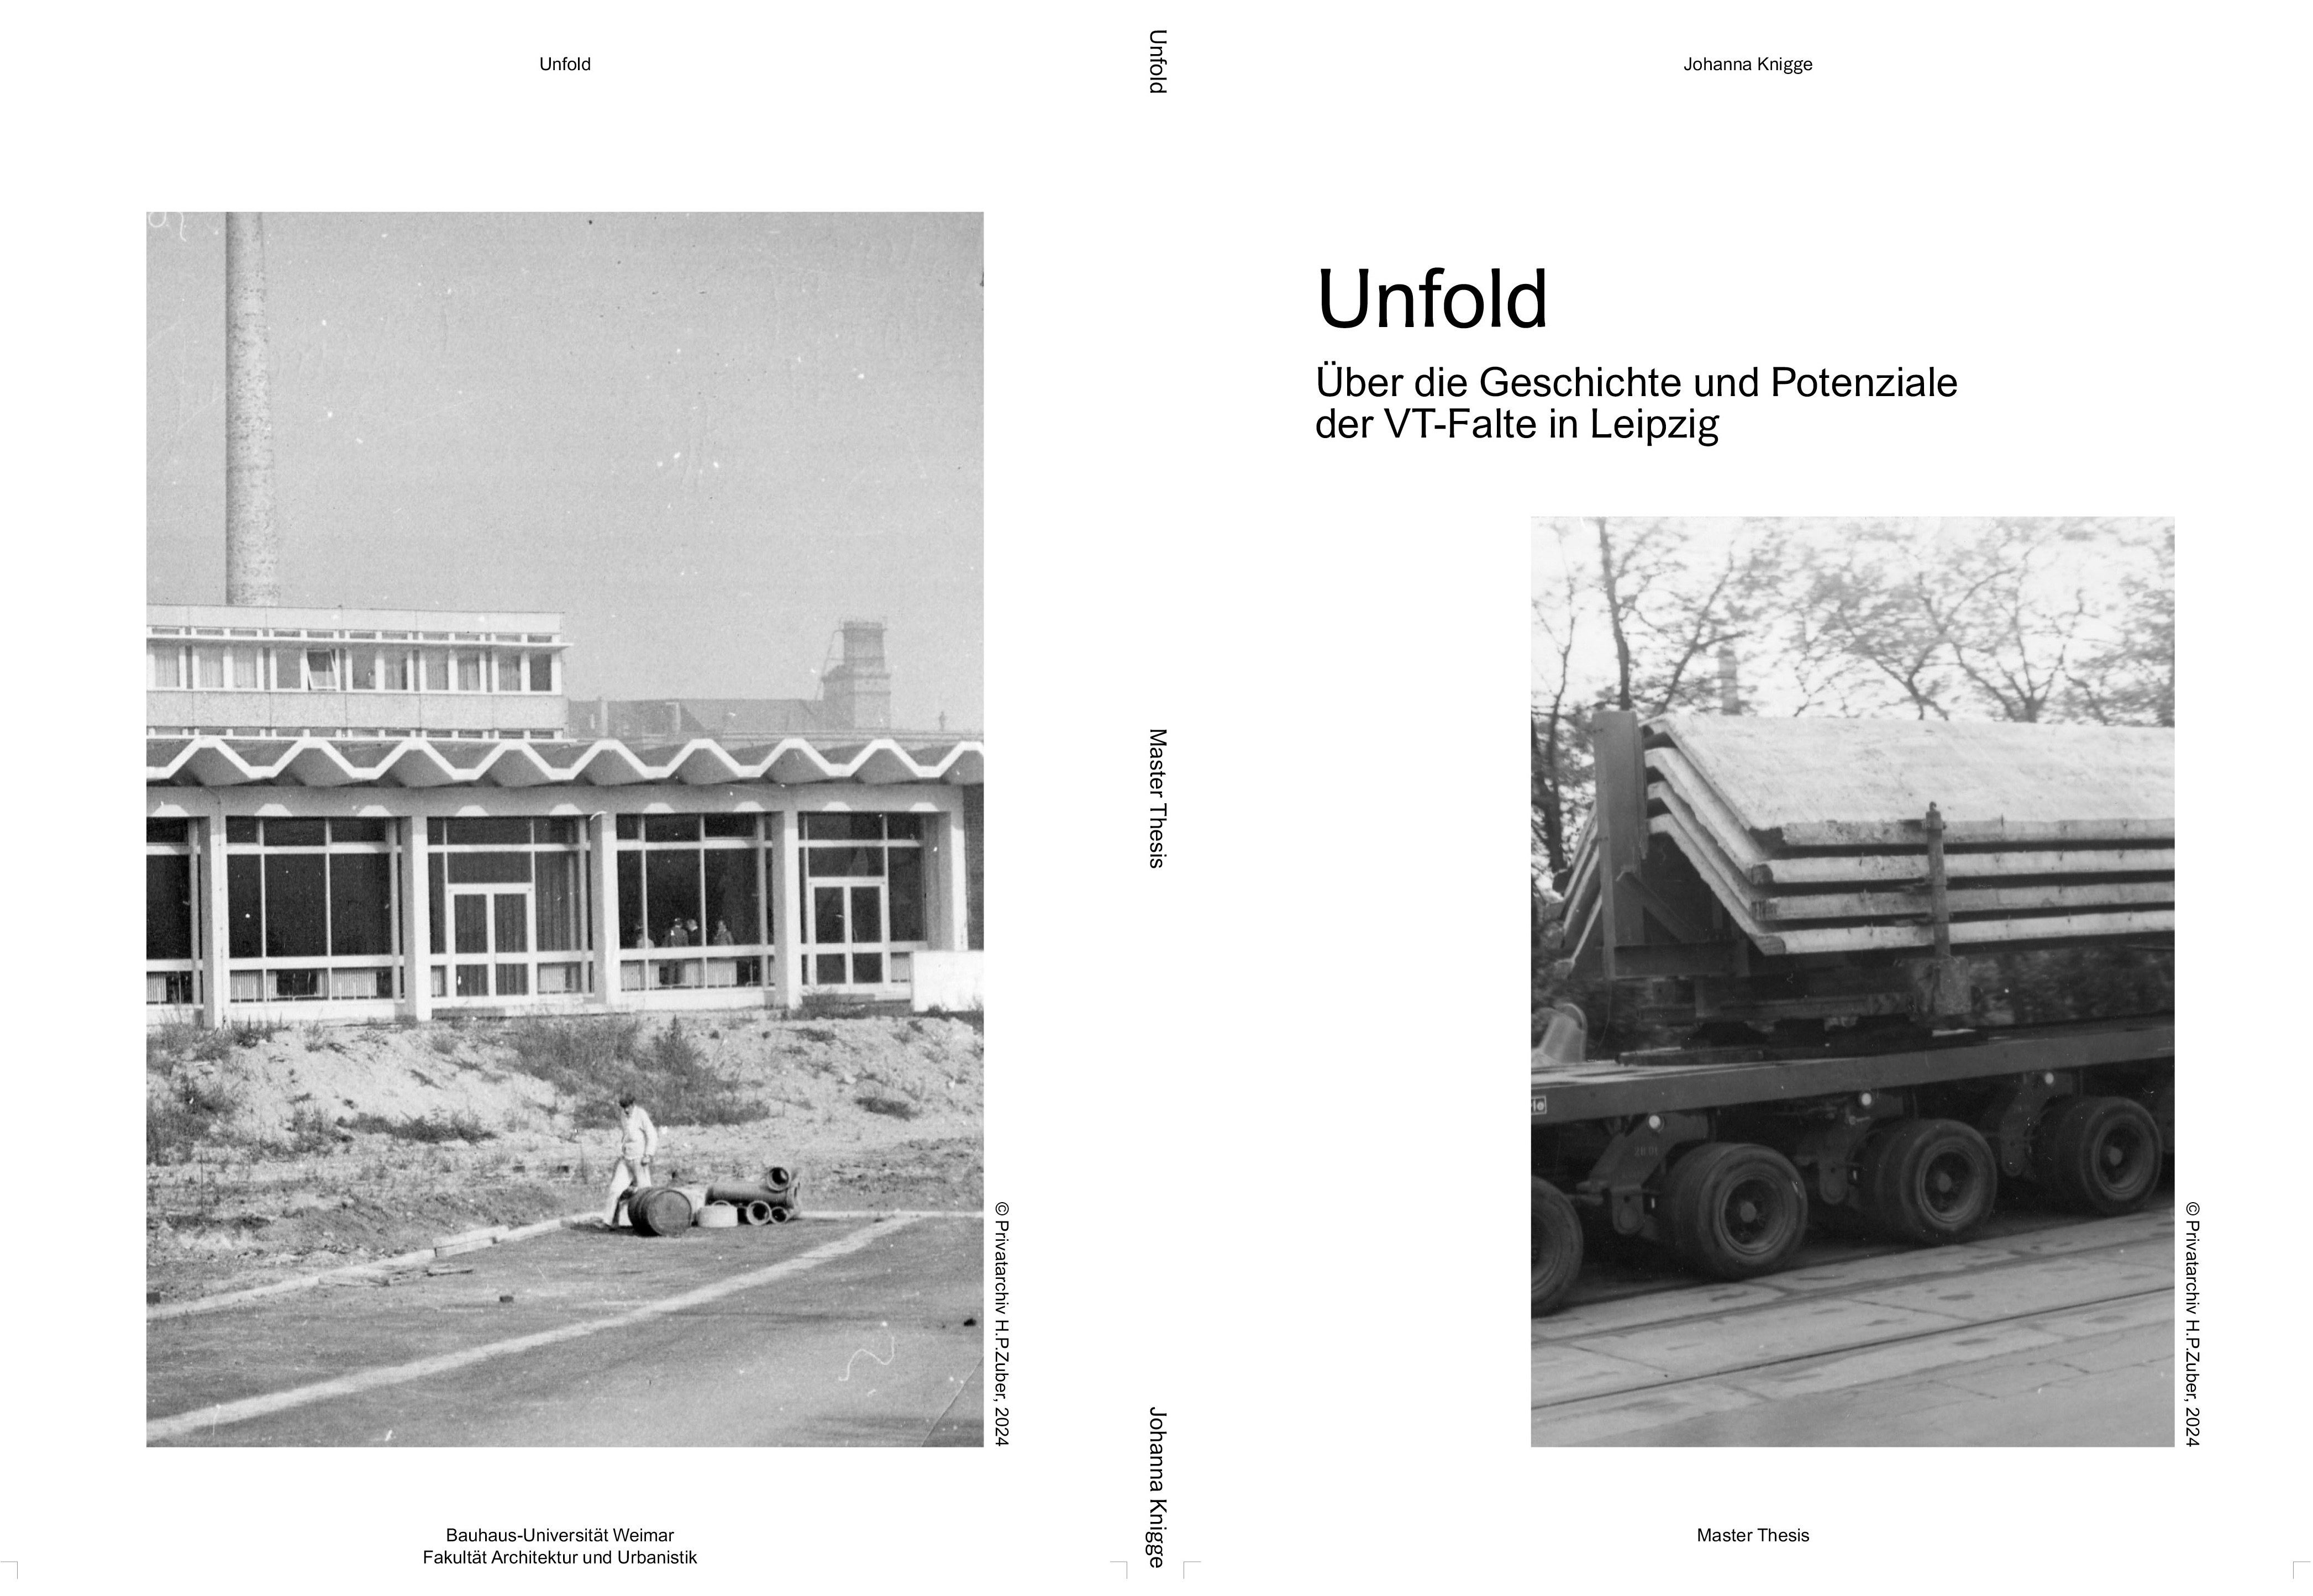 Unfold
© Privatarchiv H.P.Zuber, 2024
Bauhaus-Universität Weimar
Fakultät Architektur und Urbanistik
Unfold
Master Thesis
Johanna Knigge
Johanna Knigge
Unfold
Über die Geschichte und Potenziale
der VT-Falte in Leipzig
© Privatarchiv H.P.Zuber, 2024
Master Thesis